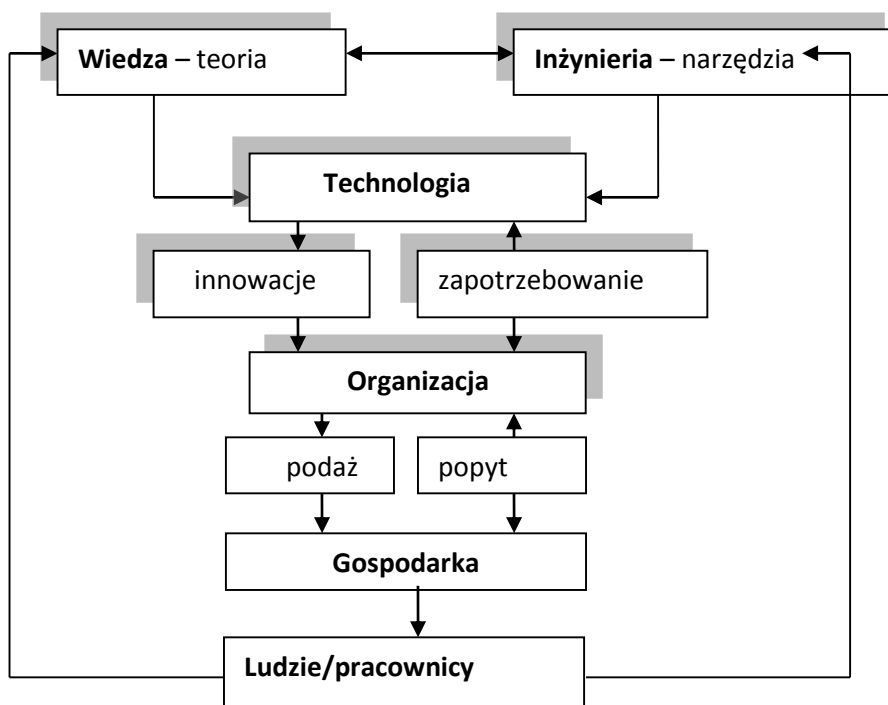 Wiedza – teoria
Inżynieria – narzędzia
Technologia
innowacje
zapotrzebowanie
Organizacja
podaż
popyt
Gospodarka
Ludzie/pracownicy